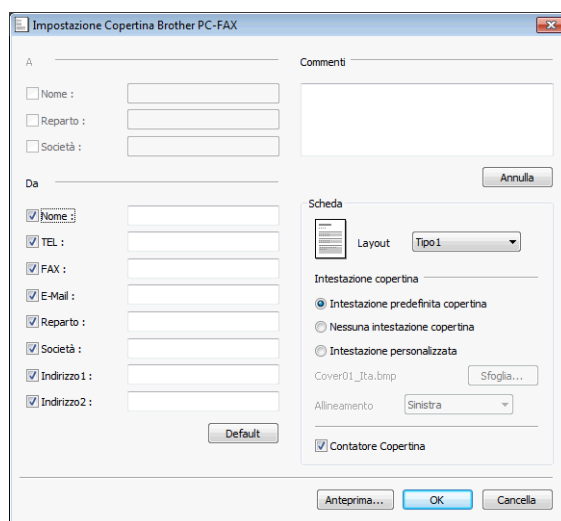 Impostazione Copertina Brother PC-FAX
A
Nome :
Reparto :
Società :
Da
Nome :
TEL :
FAX :
E-Mail :
Reparto :
Società :
Indirizzo1 :
Indirizzo2 :
Default
Commenti
Annulla
Scheda
Layout Tipo1
Intestazione copertina
Intestazione predefinita copertina
Nessuna intestazione copertina
Intestazione personalizzata
Cover01_Ita.bmp Sfoglia...
Allineamento Sinistra
Contatore Copertina
Anteprima... OK Cancella